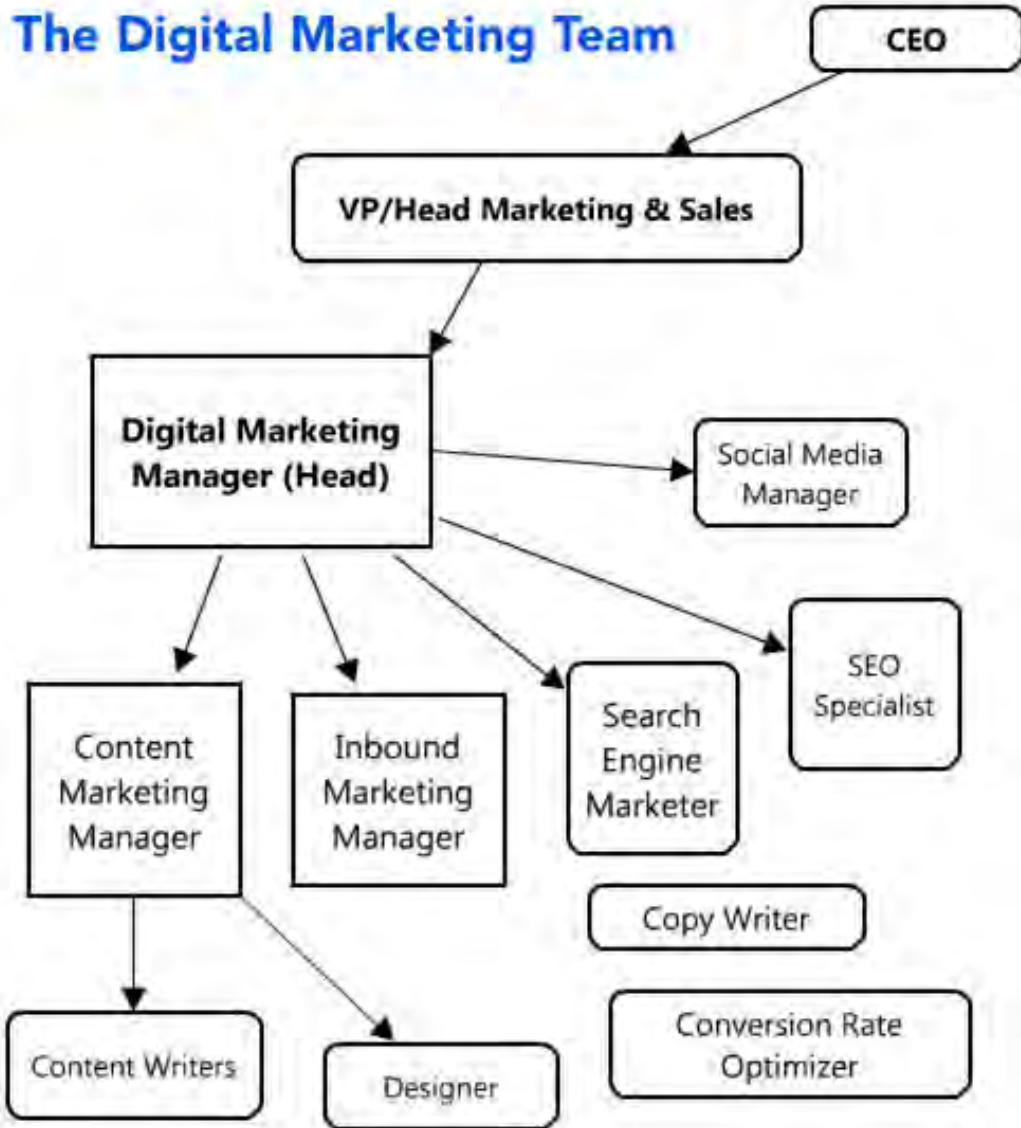 The Digital Marketing Team
CEO
VP/Head Marketing & Sales
Digital Marketing
Manager (Head)
Social Media
Manager
SEO
Specialist
Search
Engine
Marketer
Content
Marketing
Manager
Inbound
Marketing
Manager
Copy Writer
Conversion Rate
Optimizer
Content Writers
Designer